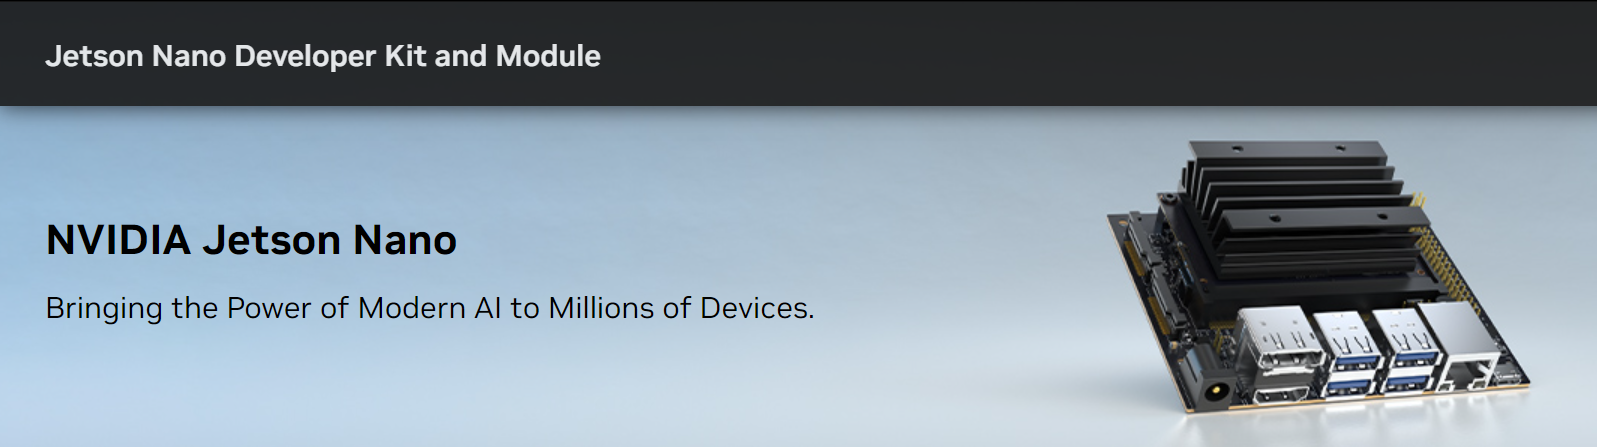 Jetson Nano Developer Kit and Module
NVIDIA Jetson Nano
Bringing the Power of Modern AI to Millions of Devices.